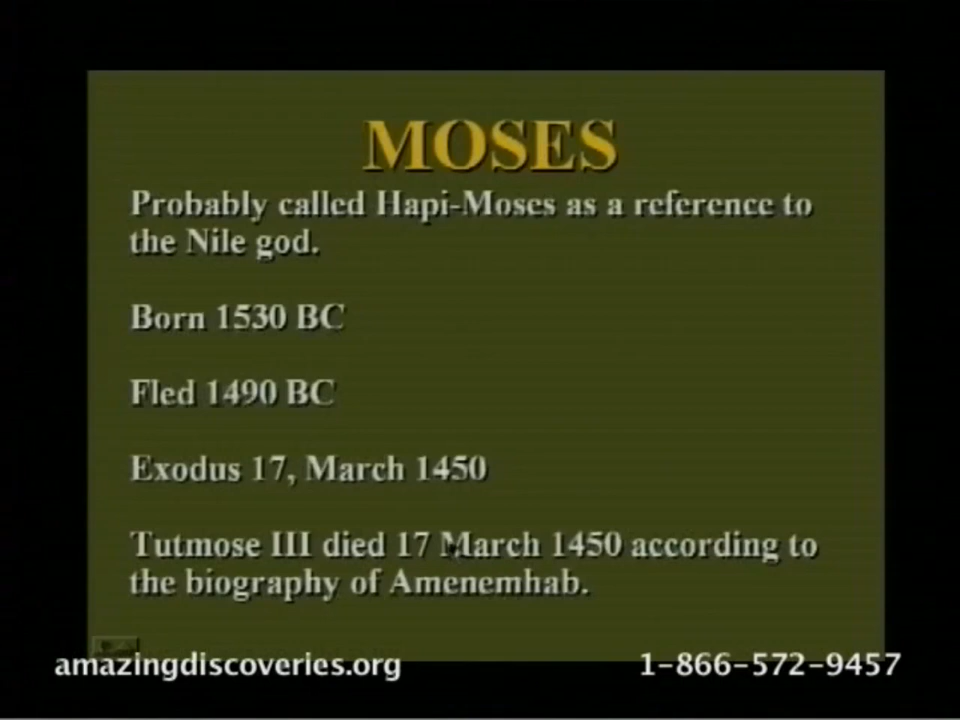 MOSES
Probably called Hapi-Moses as a reference to
the Nile god.
Born 1530 BC
Fled 1490 BC
Exodus 17, March 1450
Tutmose III died 17 March 1450 according to
the biography of Amenemhab.
amazingdiscoveries.org
1-866-572-9457